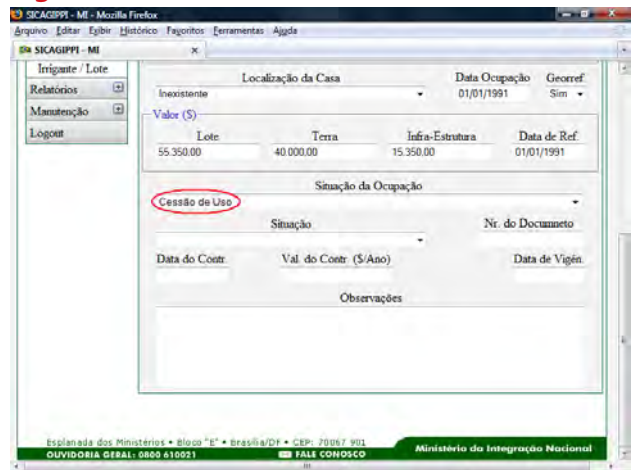 SICAGIPPI - MI - Mozilla Firefox
Arquivo Editar Exibir Histórico Favoritos Ferramentas Ajuda
SICAGIPPI - MI
Irrigante / Lote
Relatórios
Manutenção
Logout
Localização da Casa Data Ocupação Georref
Inexistente 01/01/1991 Sim
Valor ($)
Lote Terra Infra-Estrutura Data de Ref
55.350,00 40.000,00 15.350,00 01/01/1991
Situação da Ocupação
Cessão de Uso
Situação Nr. do Documneto
Data do Contr. Val. do Contr. ($/Ano) Data de Vigên.
Observações
Esplanada dos Ministérios • Bloco "E" • Brasília/DF • CEP: 70067 901
OUVIDORIA GERAL: 0800 610021 FALE CONOSCO Ministério da Integração Nacional